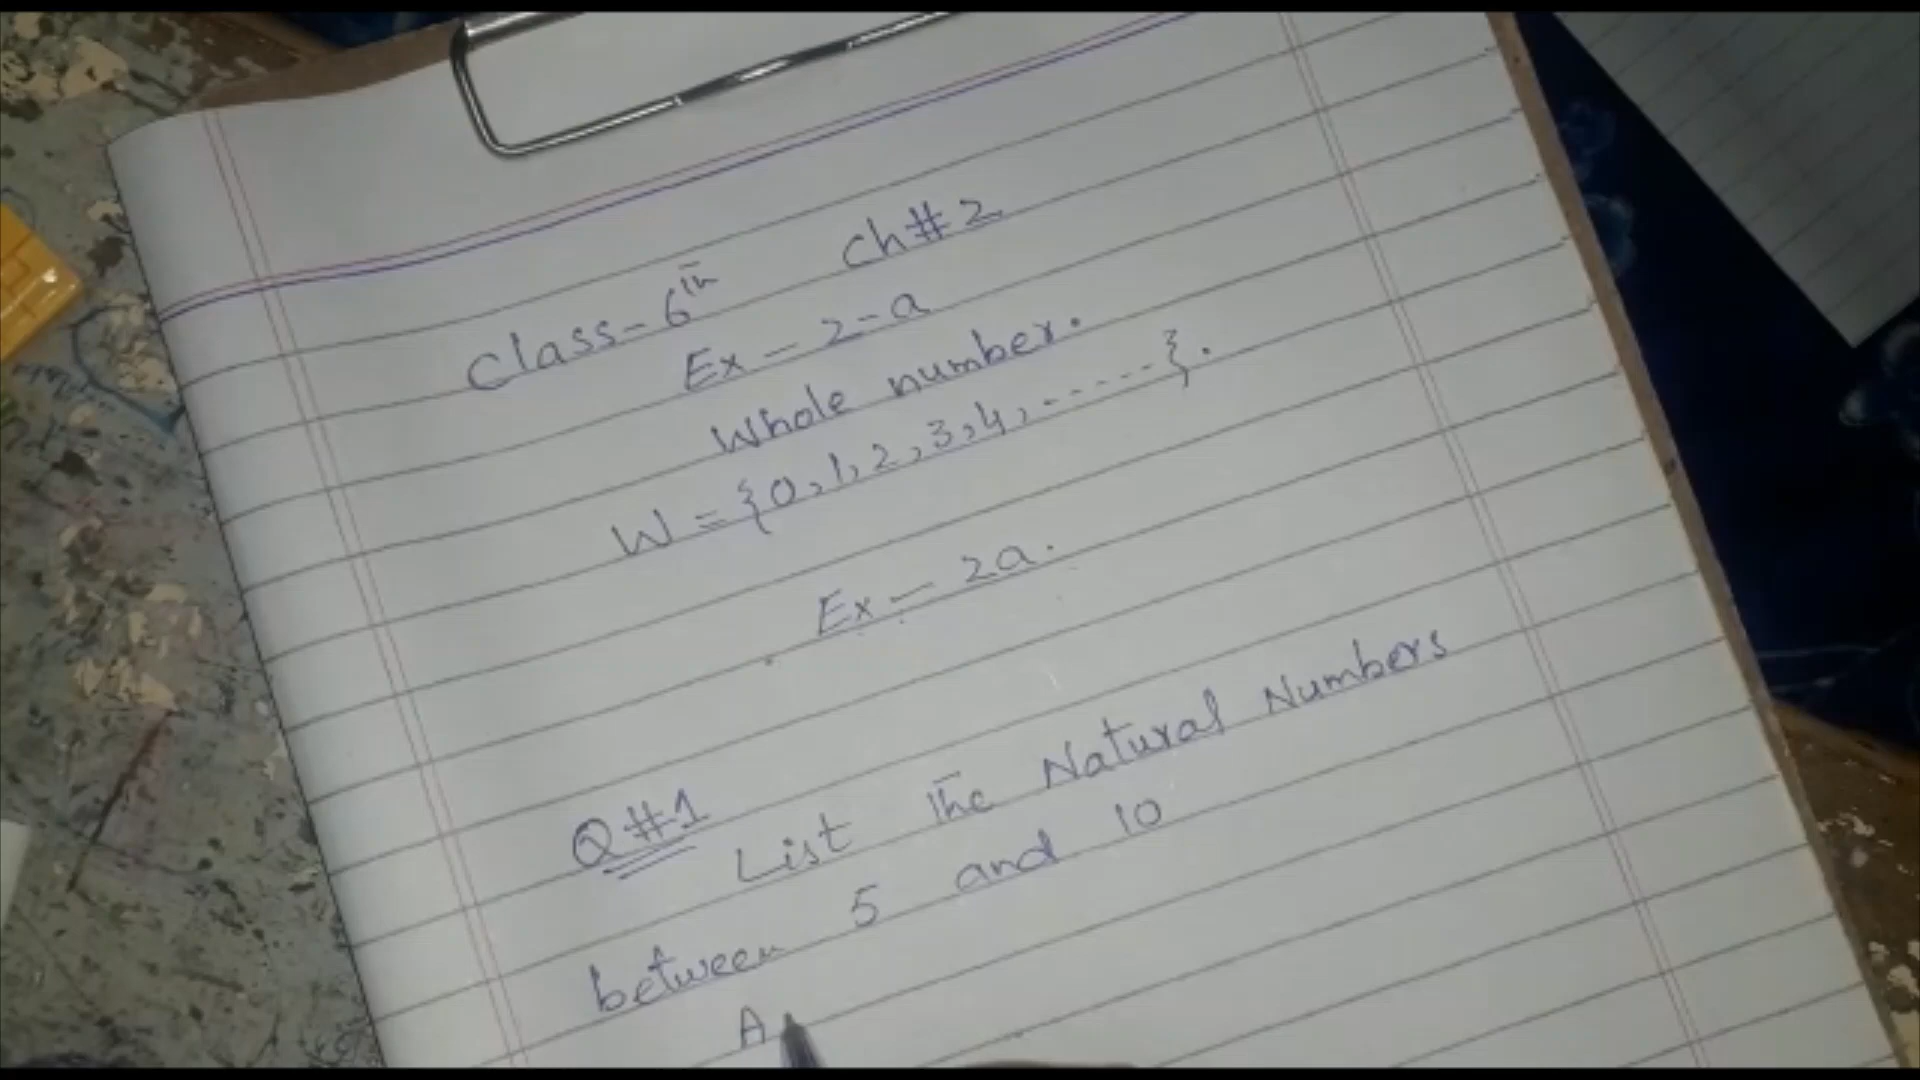 Class-6th Ch#2
Ex-2-a
Whole number.
W={0,1,2,3,4,.....}.
Ex-2a.
Q#1
List the Natural Numbers
between 5 and 10
A